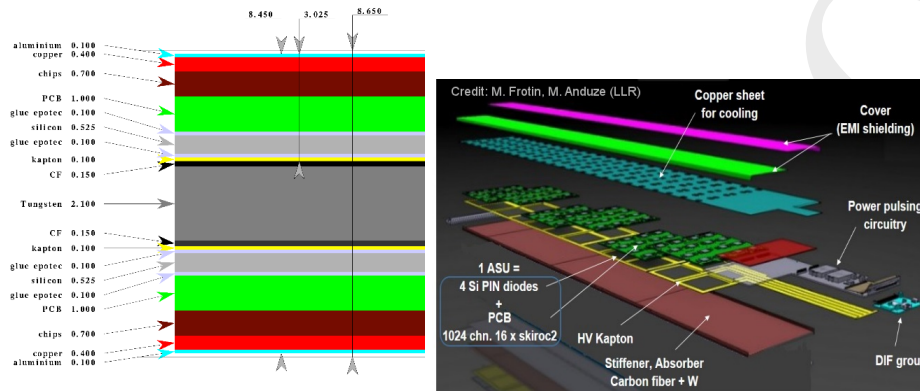 8.450 3.025 8.650
aluminium 0.100
copper 0.400
chips 0.700
PCB 1.000
glue epotec 0.100
silicon 0.525
glue epotec 0.100
kapton 0.100
CF 0.150
Tungsten 2.100
CF 0.150
kapton 0.100
glue epotec 0.100
silicon 0.525
glue epotec 0.100
PCB 1.000
chips 0.700
copper 0.400
aluminium 0.100
Credit: M. Frotin, M. Anduze (LLR)
Copper sheet
for cooling
Cover
(EMI shielding)
Power pulsing
circuitry
1 ASU =
4 Si PIN diodes
+
PCB
1024 chn. 16 x skiroc2
HV Kapton
Stiffener, Absorber
Carbon fiber + W
DIF grou